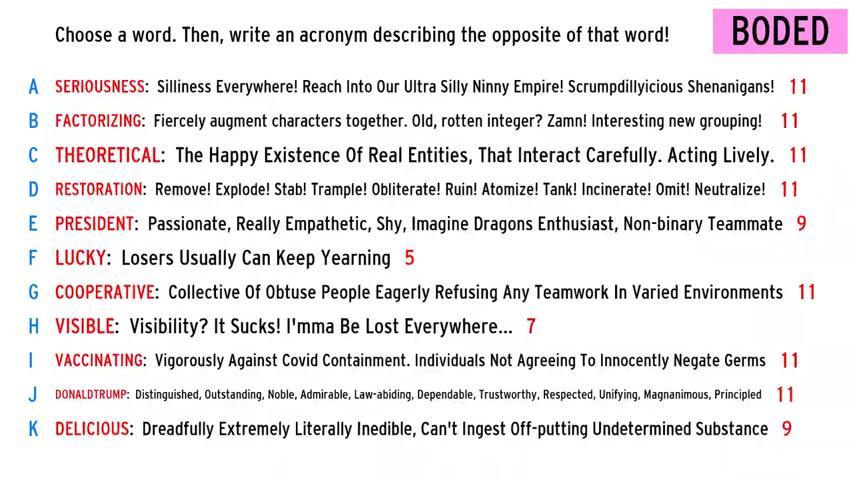 Choose a word. Then, write an acronym describing the opposite of that word!
BODED
A SERIOUSNESS: Silliness Everywhere! Reach Into Our Ultra Silly Ninny Empire! Scrumpdillyicious Shenanigans! 11
B FACTORIZING: Fiercely augment characters together. Old, rotten integer? Zamn! Interesting new grouping! 11
C THEORETICAL: The Happy Existence Of Real Entities, That Interact Carefully. Acting Lively. 11
D RESTORATION: Remove! Explode! Stab! Trample! Obliterate! Ruin! Atomize! Tank! Incinerate! Omit! Neutralize! 11
E PRESIDENT: Passionate, Really Empathetic, Shy, Imagine Dragons Enthusiast, Non-binary Teammate 9
F LUCKY: Losers Usually Can Keep Yearning 5
G COOPERATIVE: Collective Of Obtuse People Eagerly Refusing Any Teamwork In Varied Environments 11
H VISIBLE: Visibility? It Sucks! I'mma Be Lost Everywhere... 7
I VACCINATING: Vigorously Against Covid Containment. Individuals Not Agreeing To Innocently Negate Germs 11
J DONALDTRUMP: Distinguished, Outstanding, Noble, Admirable, Law-abiding, Dependable, Trustworthy, Respected, Unifying, Magnanimous, Principled 11
K DELICIOUS: Dreadfully Extremely Literally Inedible, Can't Ingest Off-putting Undetermined Substance 9